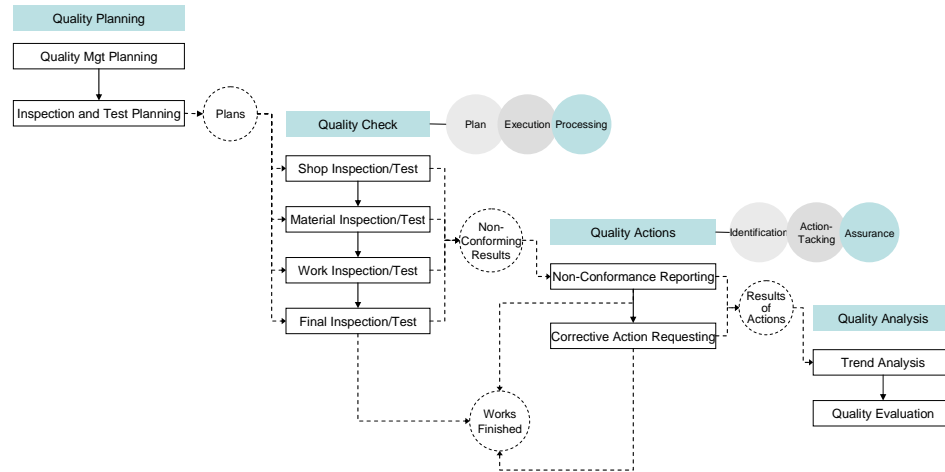 Quality Planning
Quality Mgt Planning
Inspection and Test Planning
Plans
Quality Check
Plan
Execution
Processing
Shop Inspection/Test
Material Inspection/Test
Work Inspection/Test
Final Inspection/Test
Non-
Conforming
Results
Quality Actions
Identification
Action-
Tacking
Assurance
Non-Conformance Reporting
Corrective Action Requesting
Results
of
Actions
Works
Finished
Quality Analysis
Trend Analysis
Quality Evaluation